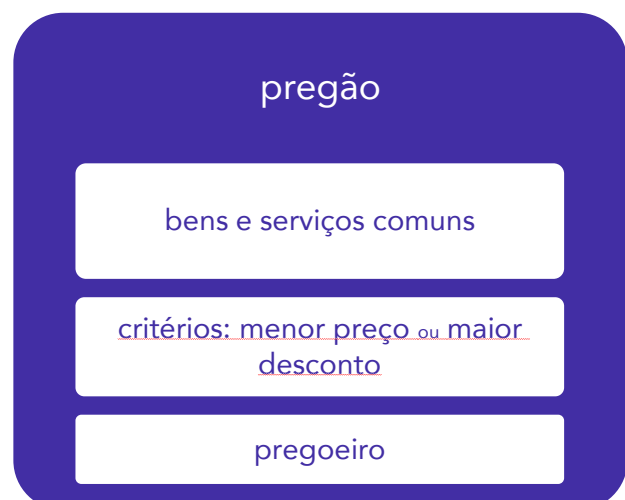 pregão
bens e serviços comuns
critérios: menor preço ou maior
desconto
pregoeiro